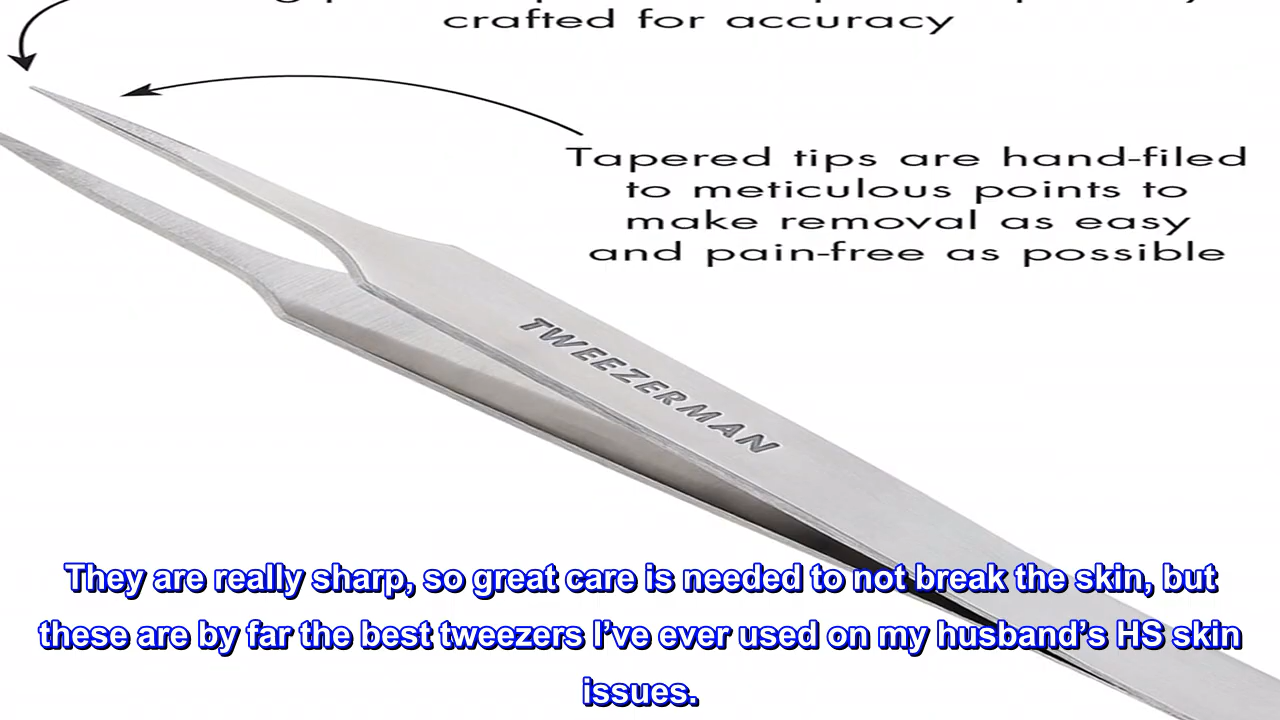 crafted for accuracy
Tapered tips are hand-filed
to meticulous points to
make removal as easy
and pain-free as possible
TWEEZERMAN
They are really sharp, so great care is needed to not break the skin, but
these are by far the best tweezers I’ve ever used on my husband’s HS skin
issues.